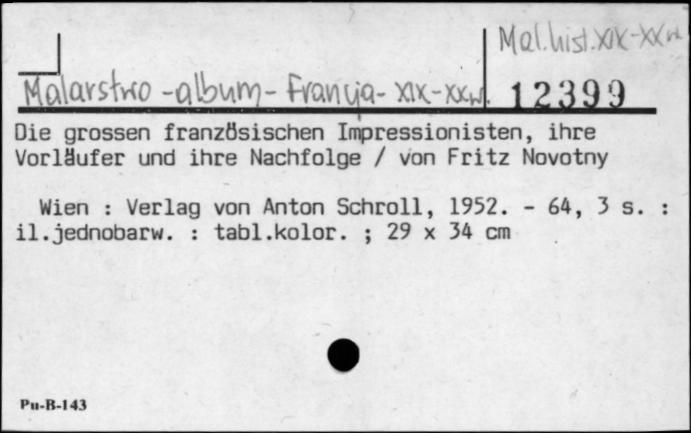 Mal.hist.XIX-XXw.
Malarstwo-album-Francja-XIX-XXw.
12399
Die grossen französischen Impressionisten, ihre
Vorläufer und ihre Nachfolge / von Fritz Novotny
Wien : Verlag von Anton Schroll, 1952. - 64, 3 s. :
il.jednobarw. : tabl.kolor. ; 29 x 34 cm
Pu-B-143